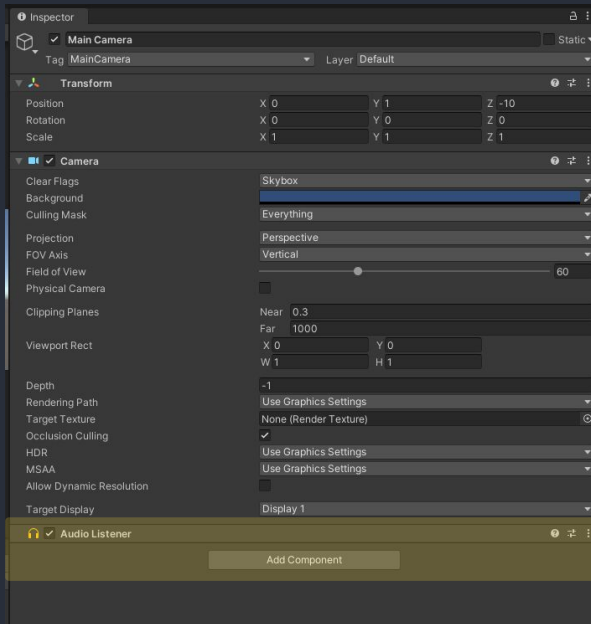 Inspector
Main Camera Static
Tag MainCamera Layer Default
Transform
Position X 0 Y 1 Z -10
Rotation X 0 Y 0 Z 0
Scale X 1 Y 1 Z 1
Camera
Clear Flags Skybox
Background
Culling Mask Everything
Projection Perspective
FOV Axis Vertical
Field of View 60
Physical Camera
Clipping Planes Near 0.3
Far 1000
Viewport Rect X 0 Y 0
W 1 H 1
Depth -1
Rendering Path Use Graphics Settings
Target Texture None (Render Texture)
Occlusion Culling
HDR Use Graphics Settings
MSAA Use Graphics Settings
Allow Dynamic Resolution
Target Display Display 1
Audio Listener
Add Component